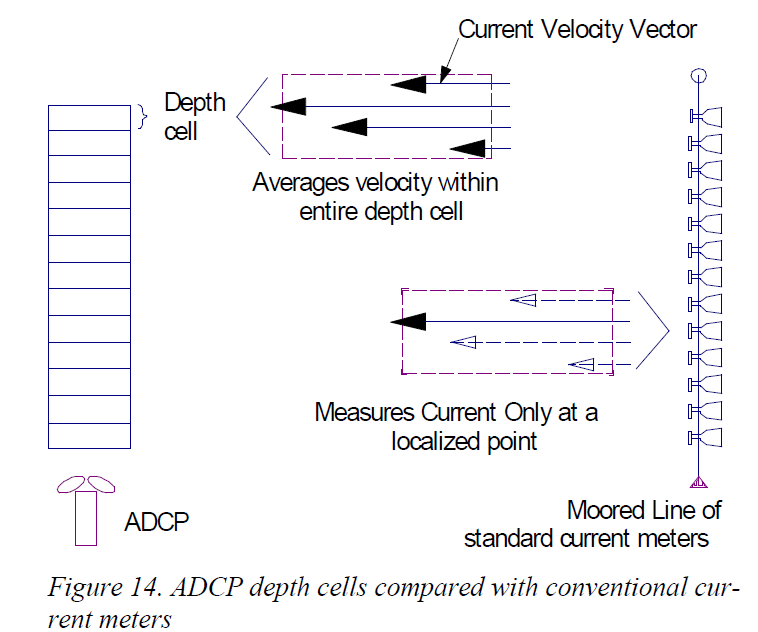 Current Velocity Vector
Depth
cell
Averages velocity within
entire depth cell
Measures Current Only at a
localized point
ADCP
Moored Line of
standard current meters
Figure 14. ADCP depth cells compared with conventional cur-
rent meters